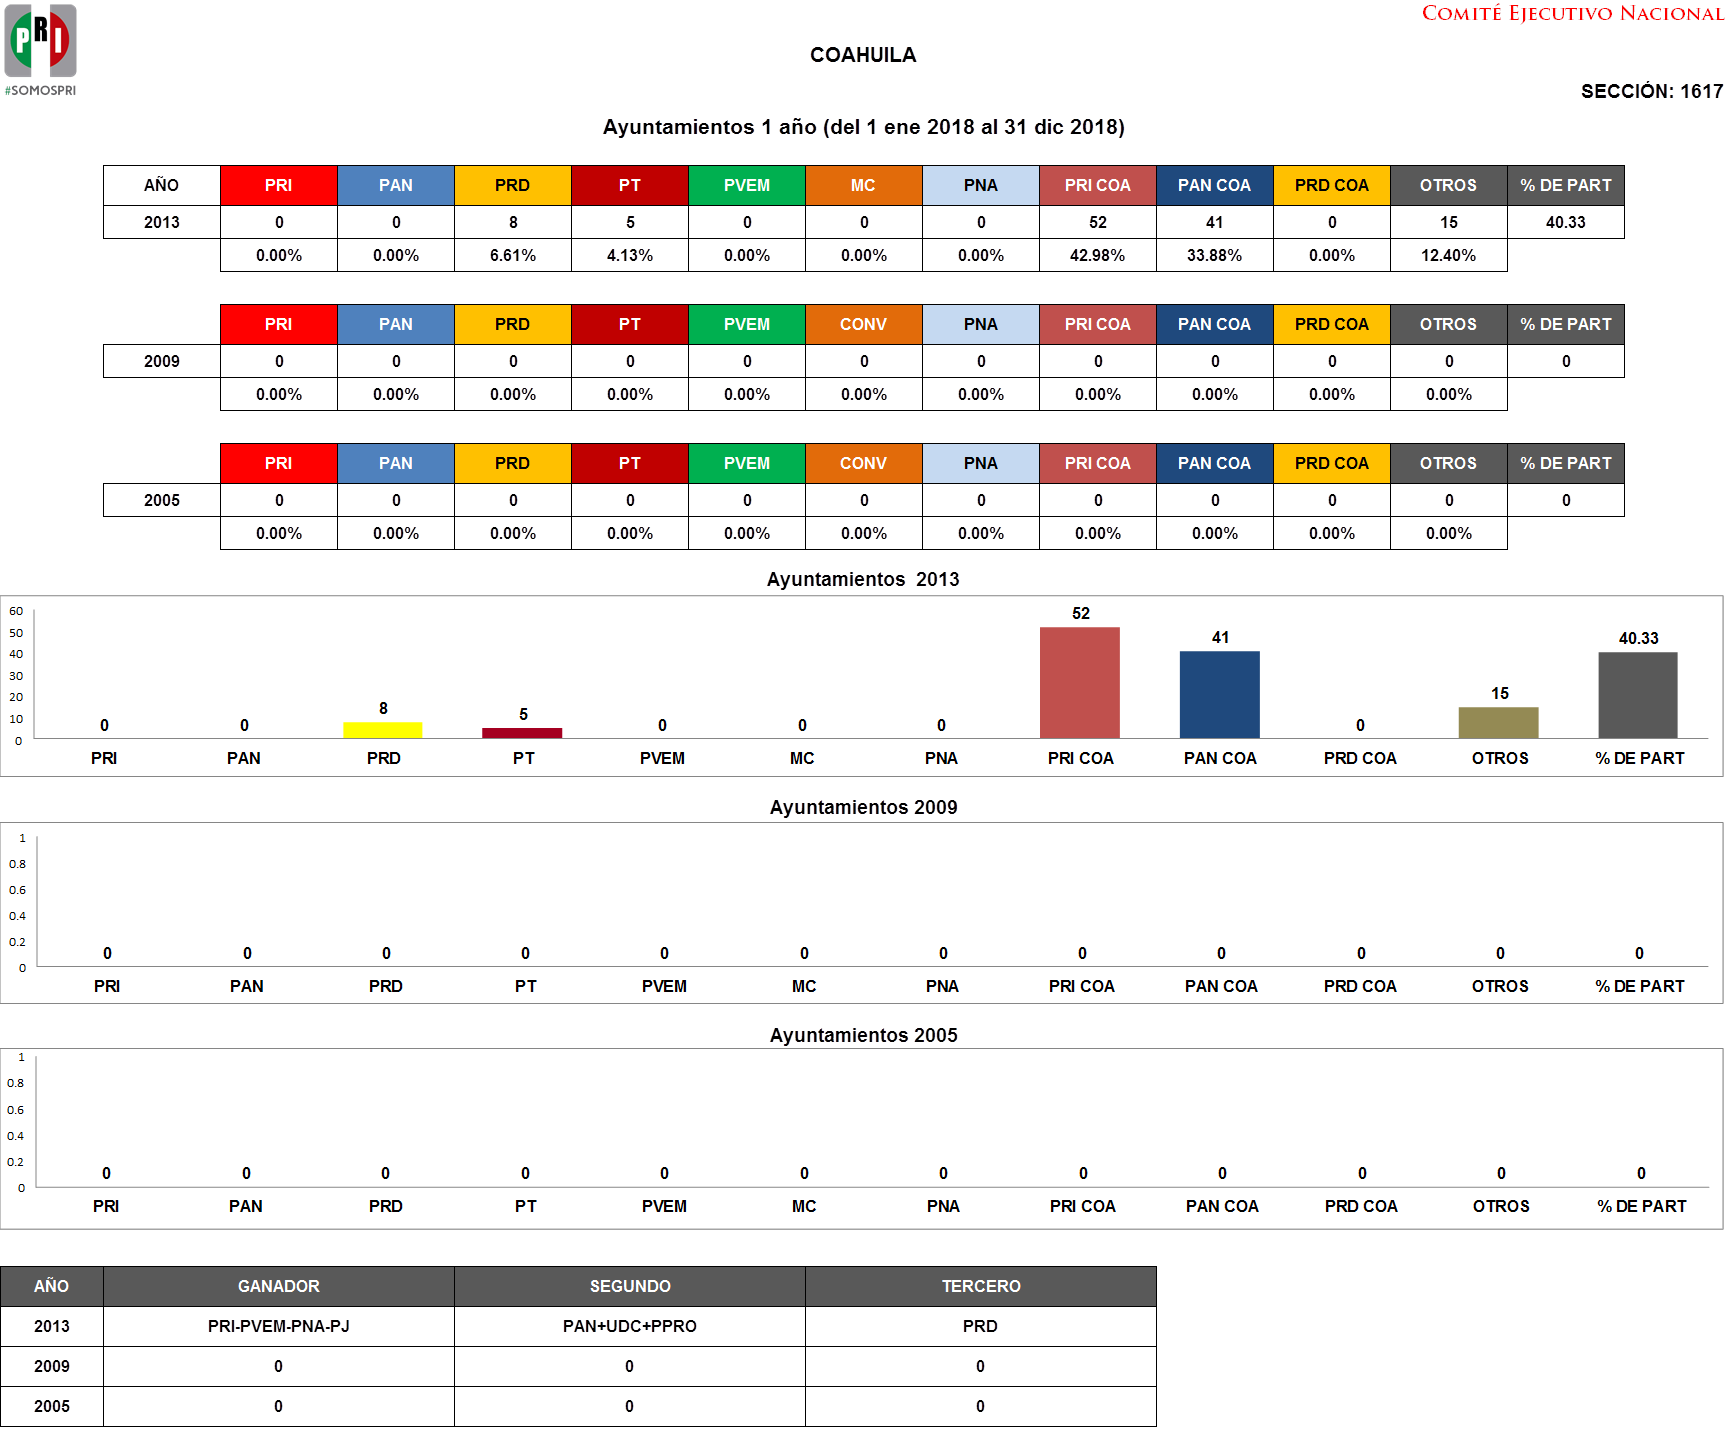 PRI
#SOMOSPRI
COMITÉ EJECUTIVO NACIONAL
COAHUILA
SECCIÓN: 1617
Ayuntamientos 1 año (del 1 ene 2018 al 31 dic 2018)
AÑO PRI PAN PRD PT PVEM MC PNA PRI COA PAN COA PRD COA OTROS % DE PART
2013 0 0 8 5 0 0 0 52 41 0 15 40.33
0.00% 0.00% 6.61% 4.13% 0.00% 0.00% 0.00% 42.98% 33.88% 0.00% 12.40%
PRI PAN PRD PT PVEM CONV PNA PRI COA PAN COA PRD COA OTROS % DE PART
2009 0 0 0 0 0 0 0 0 0 0 0 0
0.00% 0.00% 0.00% 0.00% 0.00% 0.00% 0.00% 0.00% 0.00% 0.00% 0.00%
PRI PAN PRD PT PVEM CONV PNA PRI COA PAN COA PRD COA OTROS % DE PART
2005 0 0 0 0 0 0 0 0 0 0 0 0
0.00% 0.00% 0.00% 0.00% 0.00% 0.00% 0.00% 0.00% 0.00% 0.00% 0.00%
Ayuntamientos 2013
60
50
40
30
20
10
0
0 0 8 5 0 0 0 52 41 0 15 40.33
PRI PAN PRD PT PVEM MC PNA PRI COA PAN COA PRD COA OTROS % DE PART
Ayuntamientos 2009
1
0.8
0.6
0.4
0.2
0
0 0 0 0 0 0 0 0 0 0 0 0
PRI PAN PRD PT PVEM MC PNA PRI COA PAN COA PRD COA OTROS % DE PART
Ayuntamientos 2005
1
0.8
0.6
0.4
0.2
0
0 0 0 0 0 0 0 0 0 0 0 0
PRI PAN PRD PT PVEM MC PNA PRI COA PAN COA PRD COA OTROS % DE PART
AÑO GANADOR SEGUNDO TERCERO
2013 PRI-PVEM-PNA-PJ PAN+UDC+PPRO PRD
2009 0 0 0
2005 0 0 0